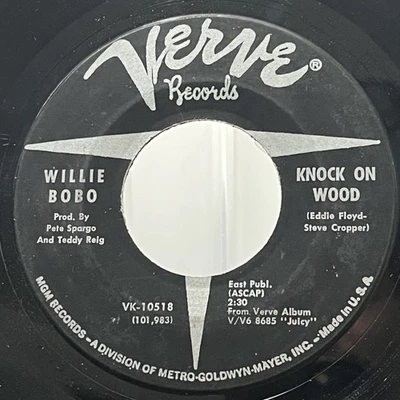 Verve®
Records
WILLIE
BOBO
Prod. By
Pete Spargo
And Teddy Reig
KNOCK ON
WOOD
(Eddie Floyd-
Steve Cropper)
VK-10518
(101,983)
East Publ.
(ASCAP)
2:30
From Verve Album
V/V6 8685 "Juicy"
MGM RECORDS – A DIVISION OF METRO-GOLDWYN-MAYER, INC. – Made in U.S.A.